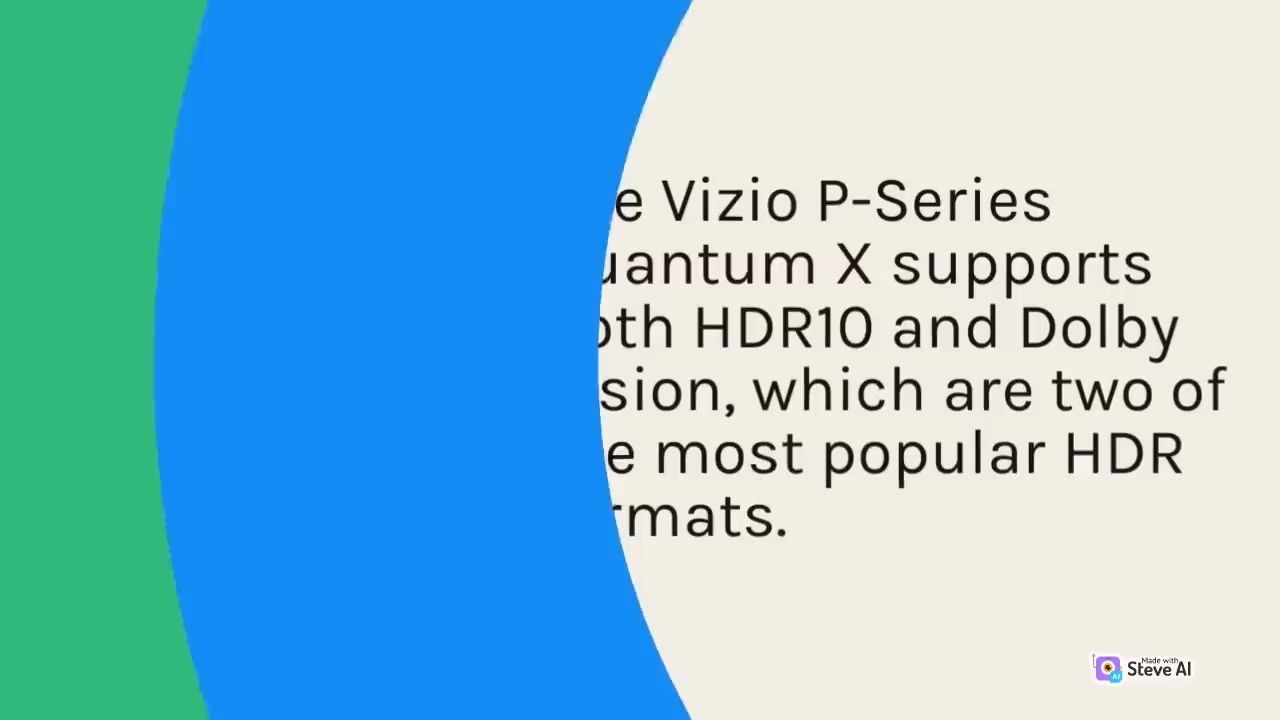 e Vizio P-Series
uantum X supports
oth HDR10 and Dolby
sion, which are two of
e most popular HDR
rmats.
Made with
Steve AI
AI